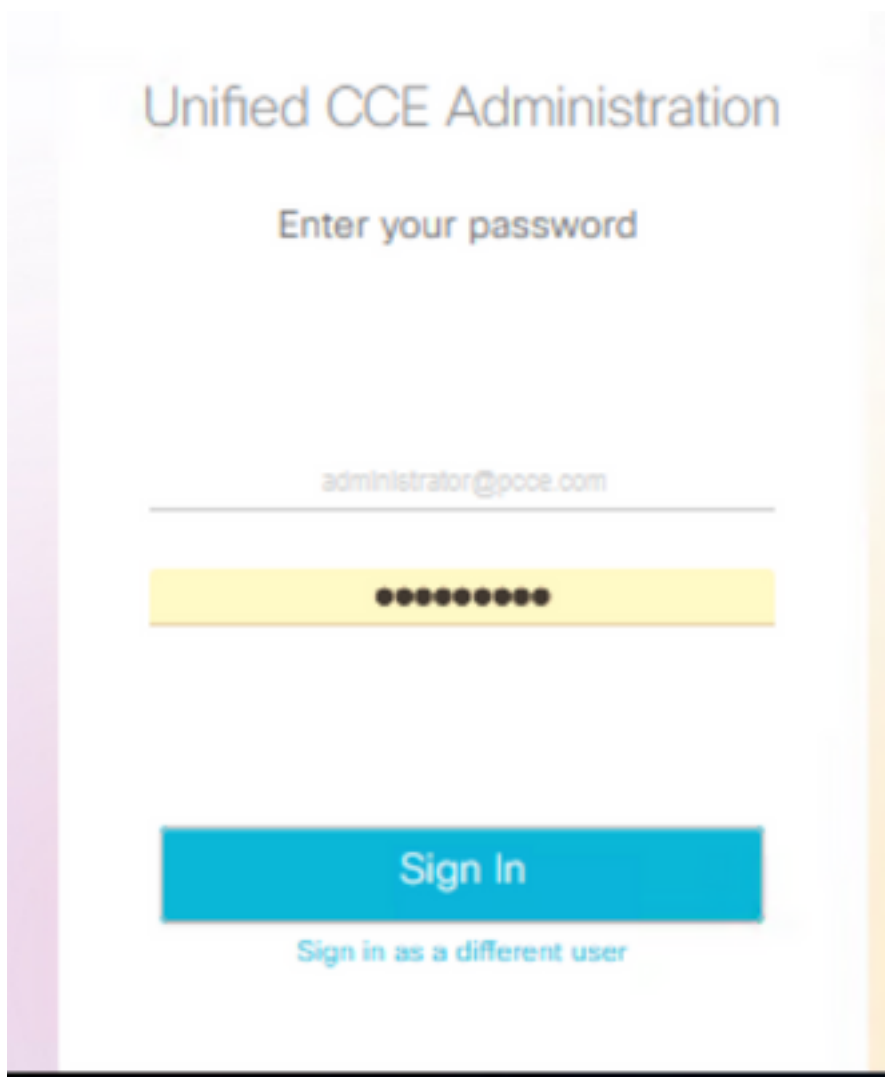 Unified CCE Administration
Enter your password
administrator@pcce.com
●●●●●●●●●
Sign In
Sign in as a different user